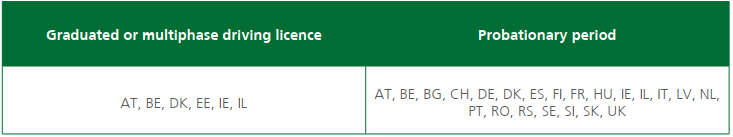 Graduated or multiphase driving licence
Probationary period
AT, BE, DK, EE, IE, IL
AT, BE, BG, CH, DE, DK, ES, FI, FR, HU, IE, IL, IT, LV, NL,
PT, RO, RS, SE, SI, SK, UK